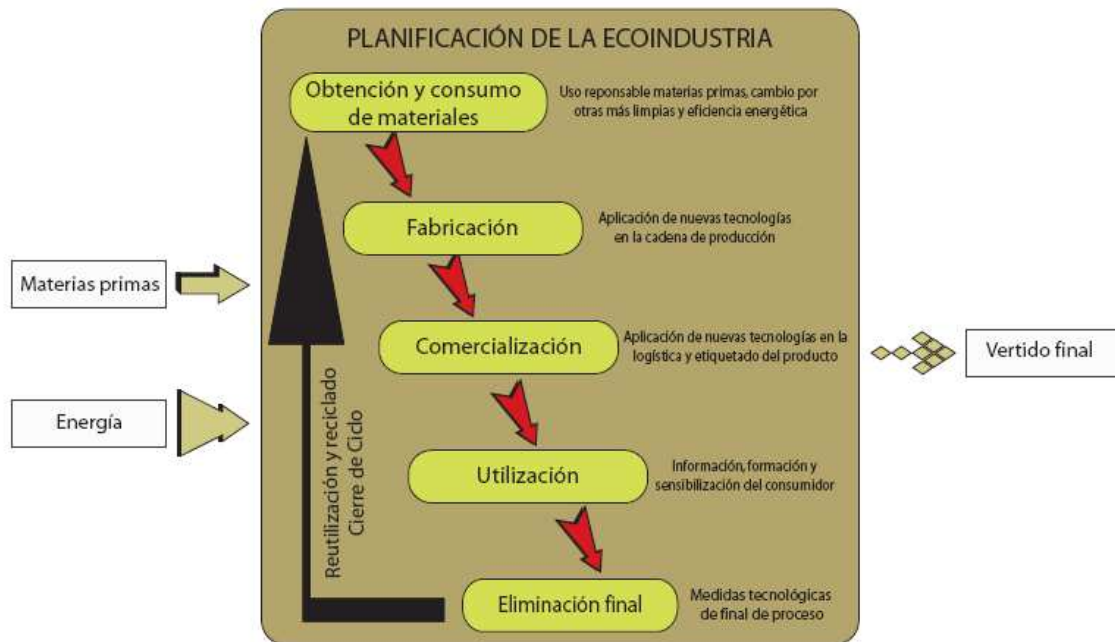 PLANIFICACIÓN DE LA ECOINDUSTRIA
Obtención y consumo
de materiales
Uso reponsable materias primas, cambio por
otras más limpias y eficiencia energética
Fabricación
Aplicación de nuevas tecnologías
en la cadena de producción
Materias primas
Comercialización
Aplicación de nuevas tecnologías en la
logística y etiquetado del producto
Vertido final
Energía
Reutilización y reciclado
Cierre de Ciclo
Utilización
Información, formación y
sensibilización del consumidor
Eliminación final
Medidas tecnológicas
de final de proceso